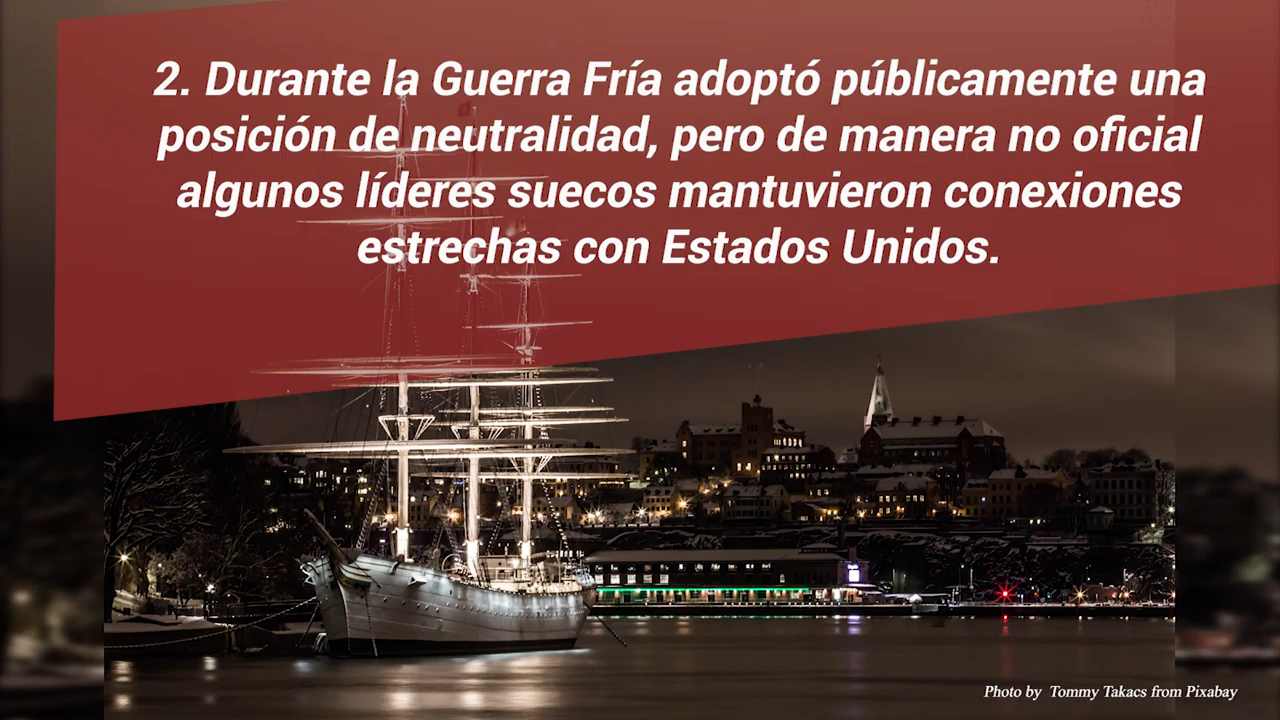 2. Durante la Guerra Fría adoptó públicamente una
posición de neutralidad, pero de manera no oficial
algunos líderes suecos mantuvieron conexiones
estrechas con Estados Unidos.
Photo by  Tommy Takacs from Pixabay